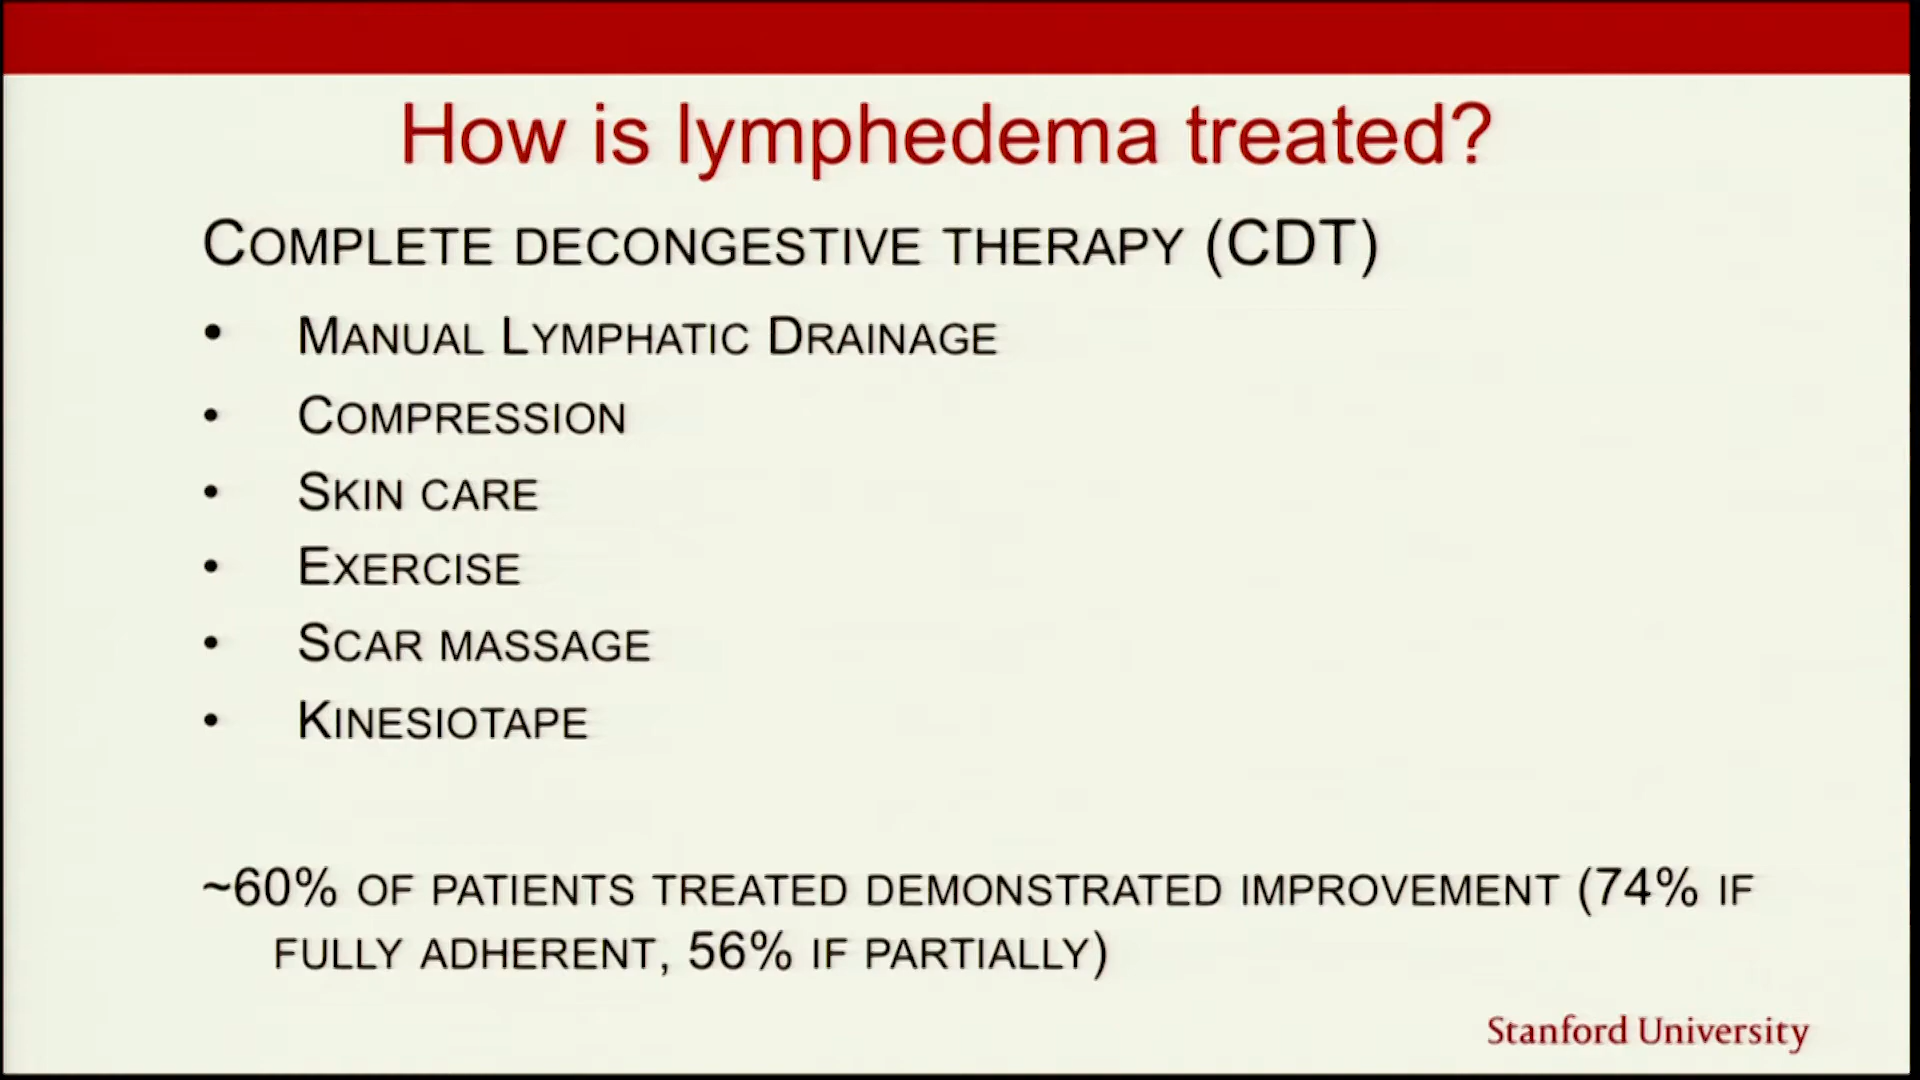 How is lymphedema treated?
COMPLETE DECONGESTIVE THERAPY (CDT)
• MANUAL LYMPHATIC DRAINAGE
• COMPRESSION
• SKIN CARE
• EXERCISE
• SCAR MASSAGE
• KINESIOTAPE
~60% OF PATIENTS TREATED DEMONSTRATED IMPROVEMENT (74% IF
FULLY ADHERENT, 56% IF PARTIALLY)
Stanford University